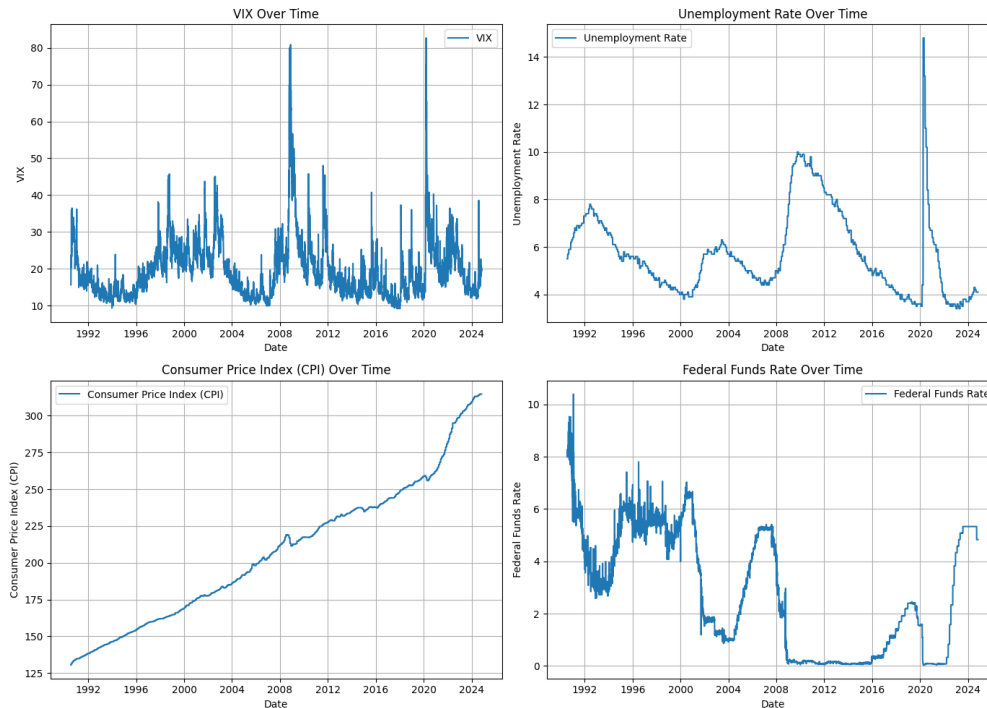 VIX Over Time
VIX
VIX
80
70
60
50
40
30
20
10
1992 1996 2000 2004 2008 2012 2016 2020 2024
Date
Unemployment Rate Over Time
Unemployment Rate
Unemployment Rate
14
12
10
8
6
4
1992 1996 2000 2004 2008 2012 2016 2020 2024
Date
Consumer Price Index (CPI) Over Time
Consumer Price Index (CPI)
Consumer Price Index (CPI)
300
275
250
225
200
175
150
125
1992 1996 2000 2004 2008 2012 2016 2020 2024
Date
Federal Funds Rate Over Time
Federal Funds Rate
Federal Funds Rate
10
8
6
4
2
0
1992 1996 2000 2004 2008 2012 2016 2020 2024
Date